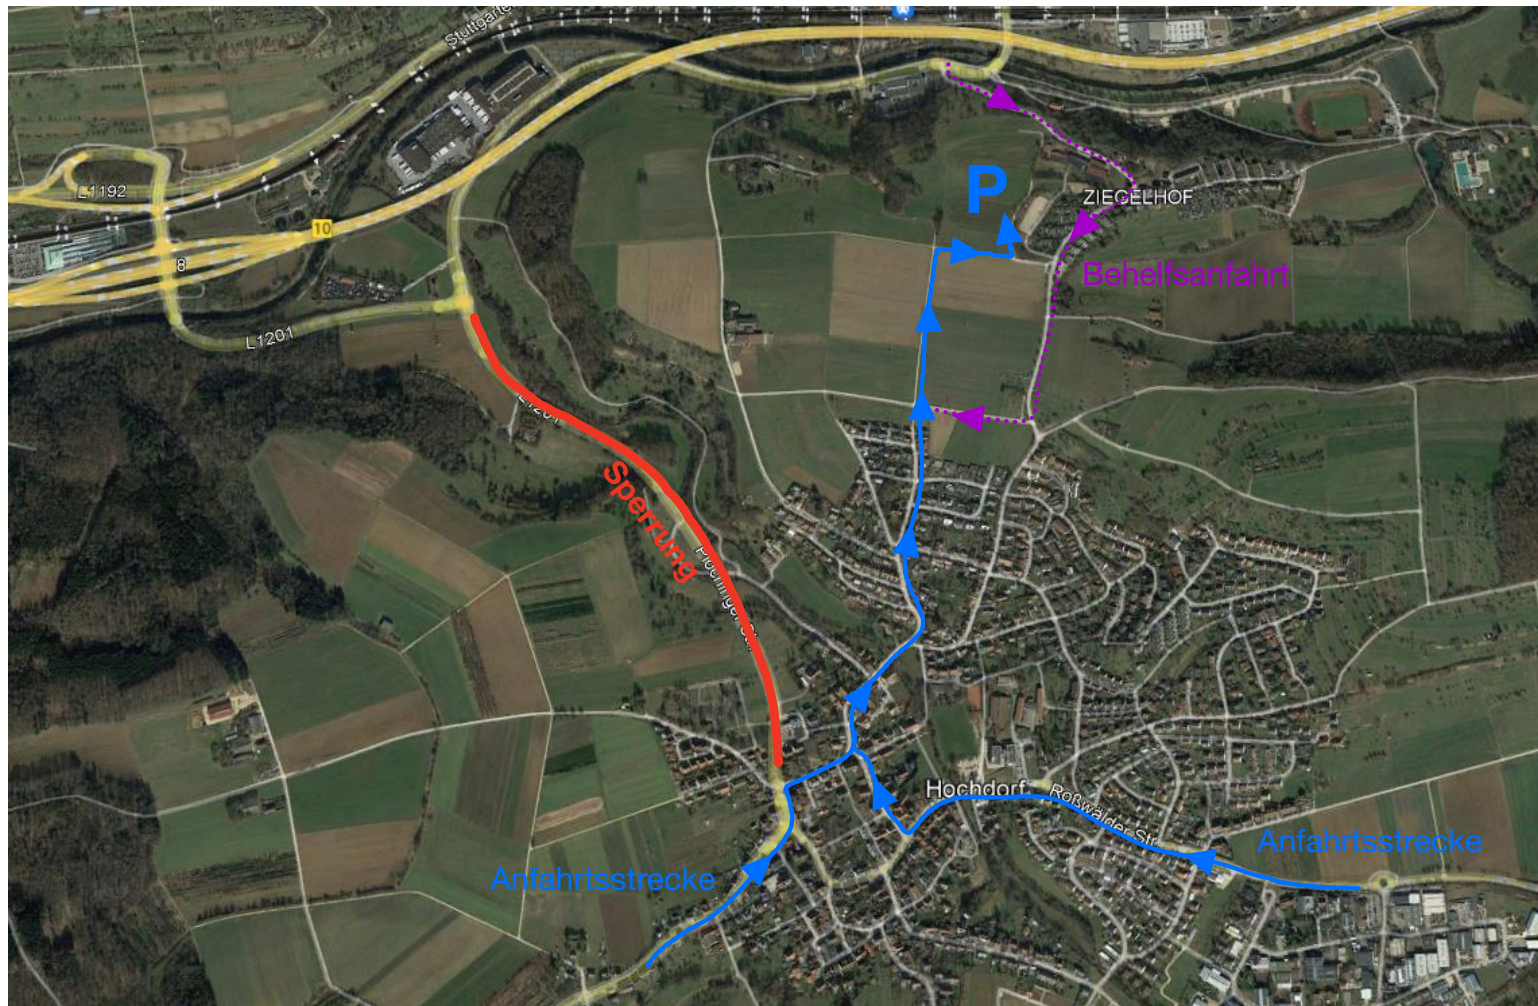 Stuttgarter
L1192
10
8
L1201
P
ZIEGELHOF
Behelfsanfahrt
L1201
Sperrung
Hochdorf
Roßwälder Str.
Anfahrtsstrecke
Anfahrtsstrecke